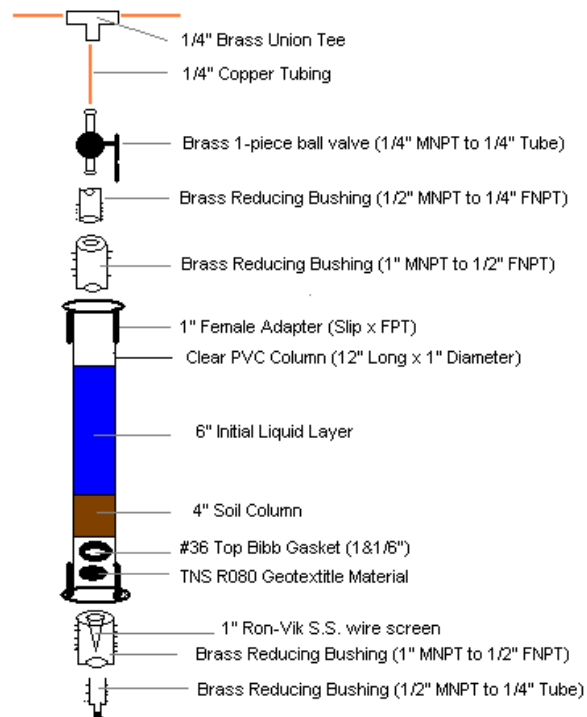 1/4" Brass Union Tee
1/4" Copper Tubing
Brass 1-piece ball valve (1/4" MNPT to 1/4" Tube)
Brass Reducing Bushing (1/2" MNPT to 1/4" FNPT)
Brass Reducing Bushing (1" MNPT to 1/2" FNPT)
1" Female Adapter (Slip x FPT)
Clear PVC Column (12" Long x 1" Diameter)
6" Initial Liquid Layer
4" Soil Column
#36 Top Bibb Gasket (1&1/6")
TNS R080 Geotextitle Material
1" Ron-Vik S.S. wire screen
Brass Reducing Bushing (1" MNPT to 1/2" FNPT)
Brass Reducing Bushing (1/2" MNPT to 1/4" Tube)